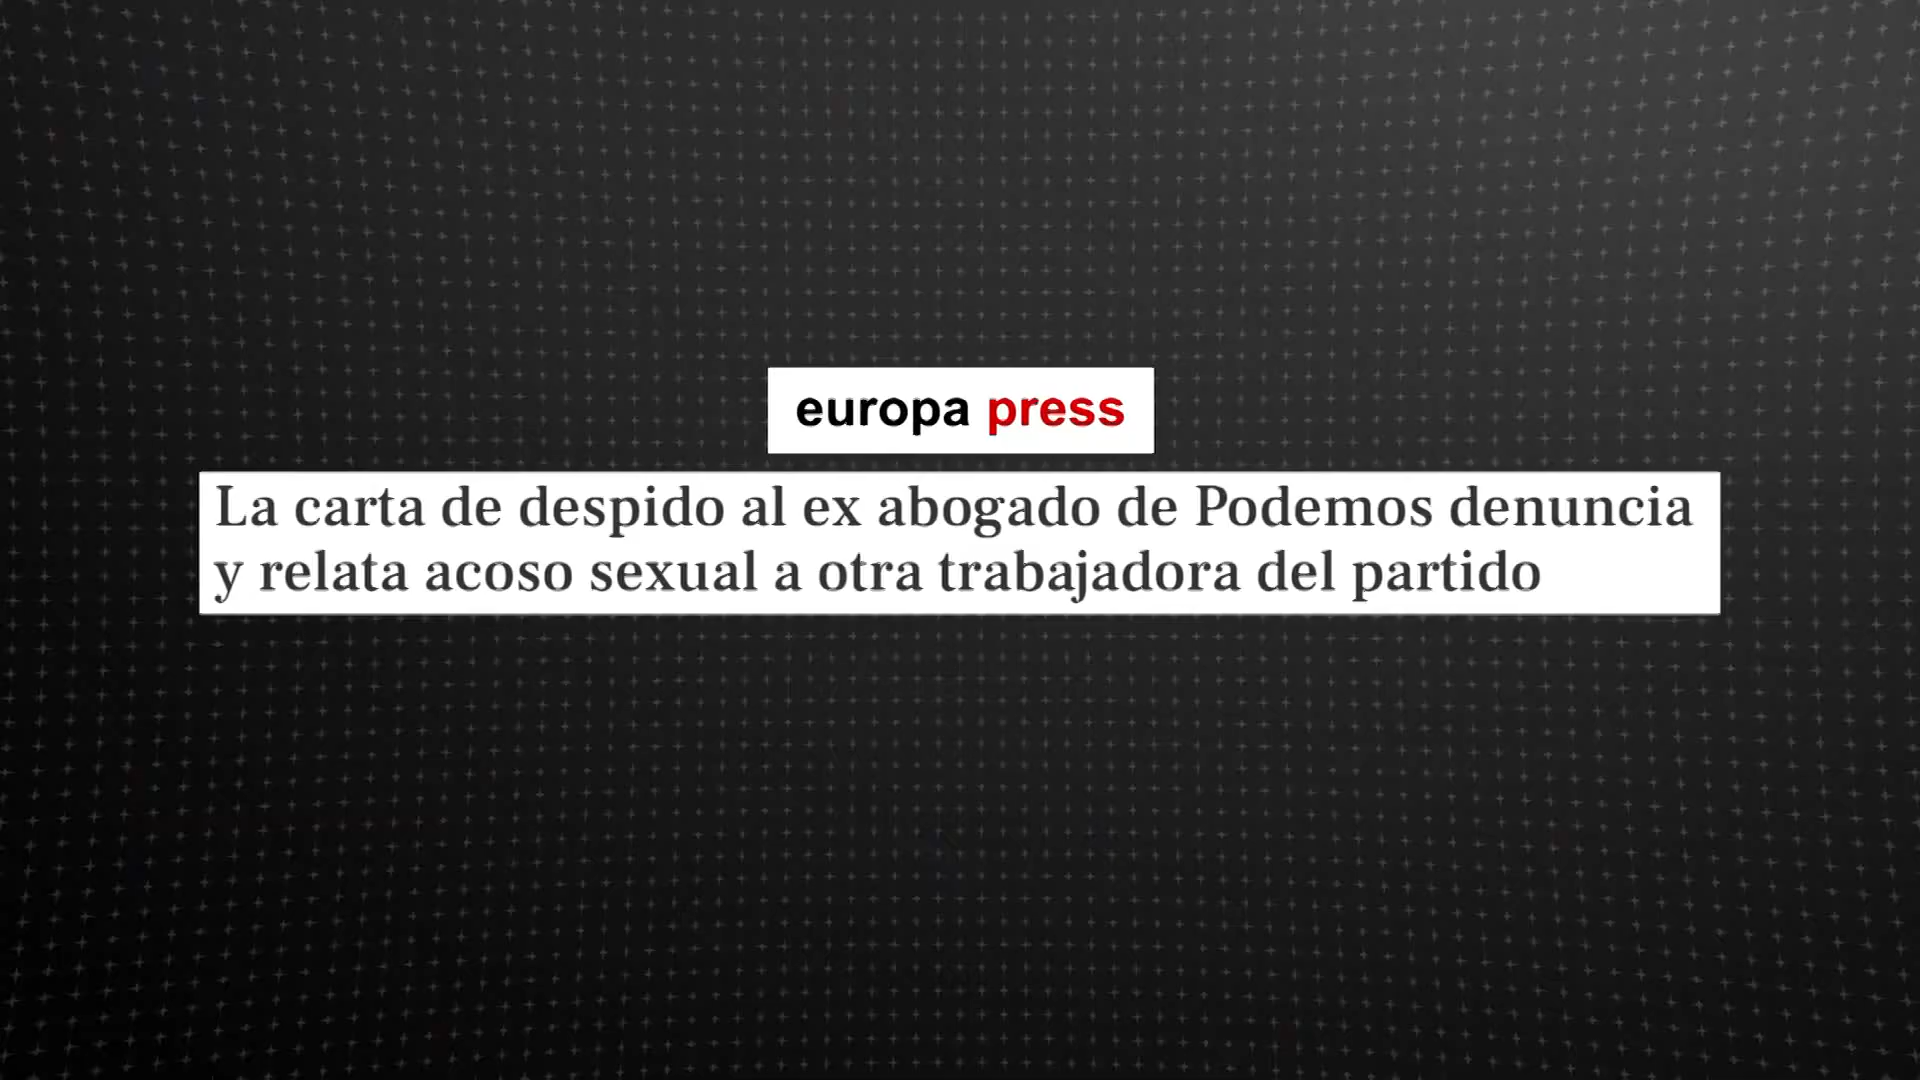 europa press
La carta de despido al ex abogado de Podemos denuncia
y relata acoso sexual a otra trabajadora del partido